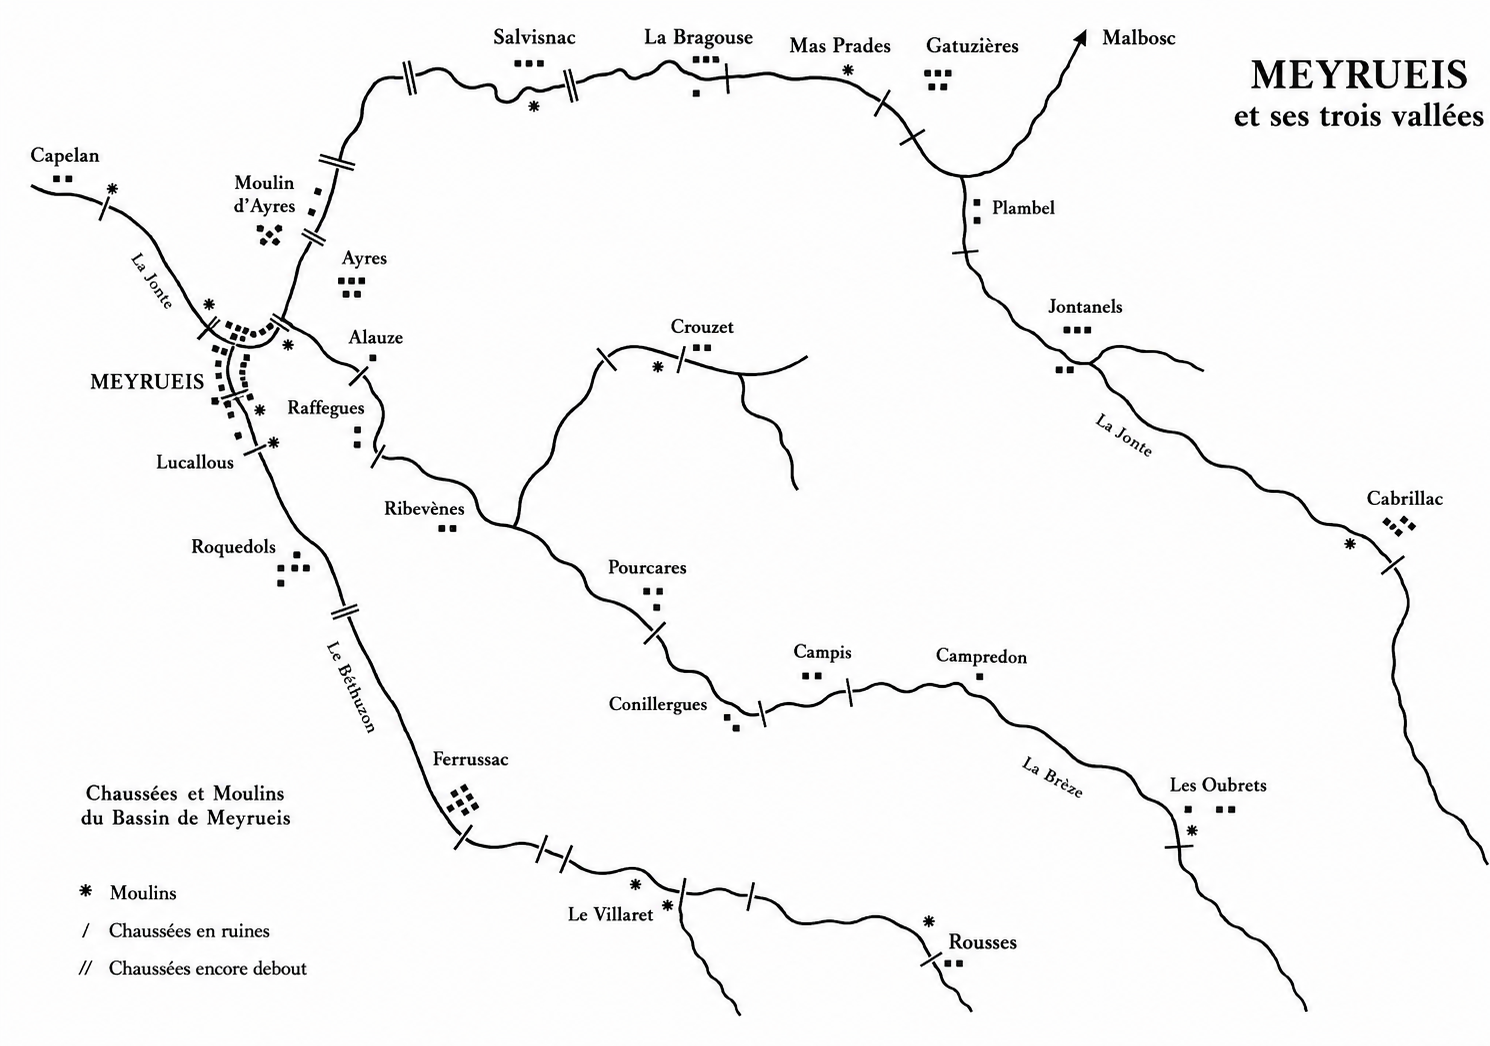 MEYRUEIS
et ses trois vallées
Salvisnac
La Bragouse
Mas Prades
Gatuzières
Malbosc
Capelan
Moulin
d'Ayres
Plambel
La Jonte
Ayres
Jontanels
Alauze
Crouzet
MEYRUEIS
Raffegues
La Jonte
Lucallous
Cabrillac
Ribevènes
Roquedols
Pourcares
Le Béthuzon
Campis
Campredon
Conillergues
Ferrussac
La Brèze
Les Oubrets
Chaussées et Moulins
du Bassin de Meyrueis
Le Villaret
Rousses
* Moulins
/ Chaussées en ruines
// Chaussées encore debout